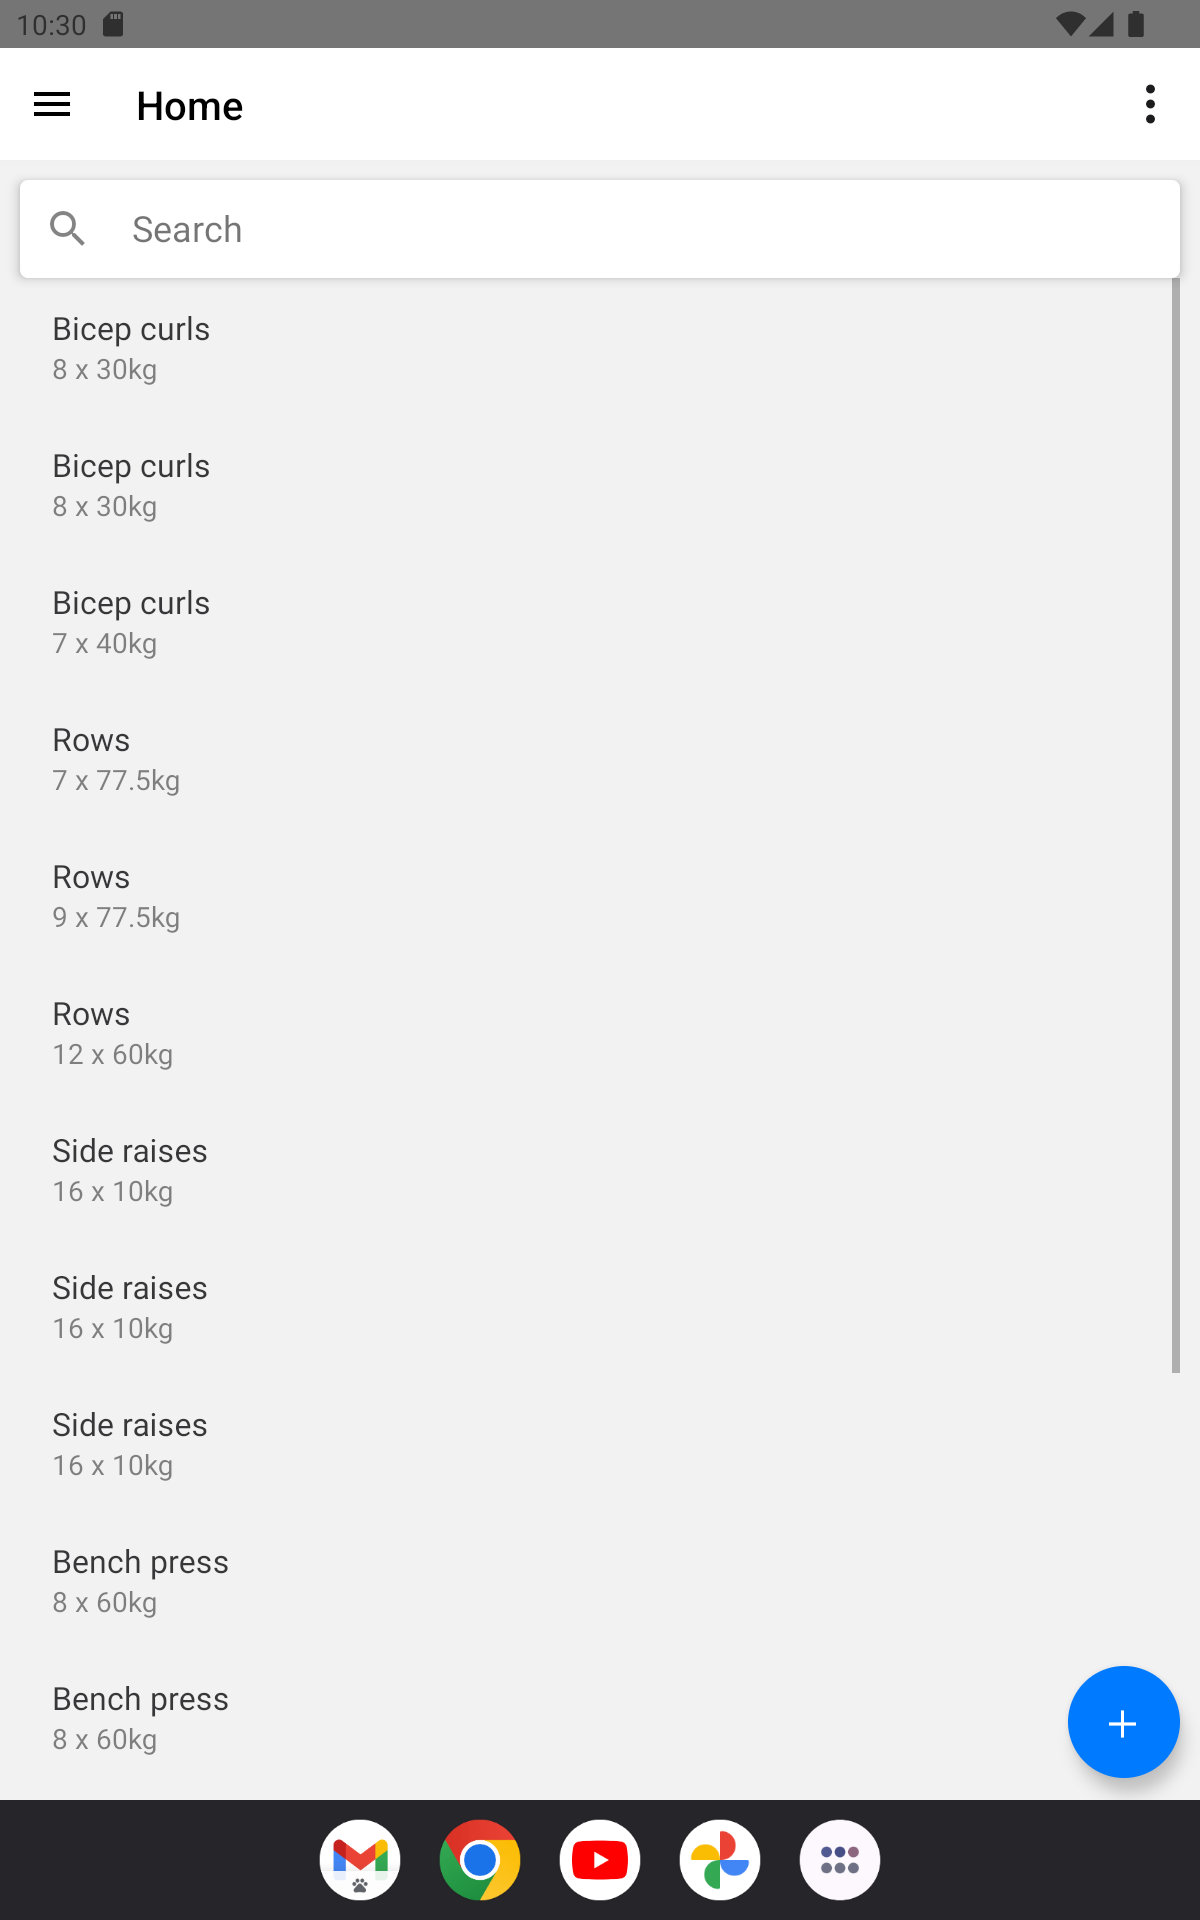 10:30
Home
Search
Bicep curls
8 x 30kg
Bicep curls
8 x 30kg
Bicep curls
7 x 40kg
Rows
7 x 77.5kg
Rows
9 x 77.5kg
Rows
12 x 60kg
Side raises
16 x 10kg
Side raises
16 x 10kg
Side raises
16 x 10kg
Bench press
8 x 60kg
Bench press
8 x 60kg